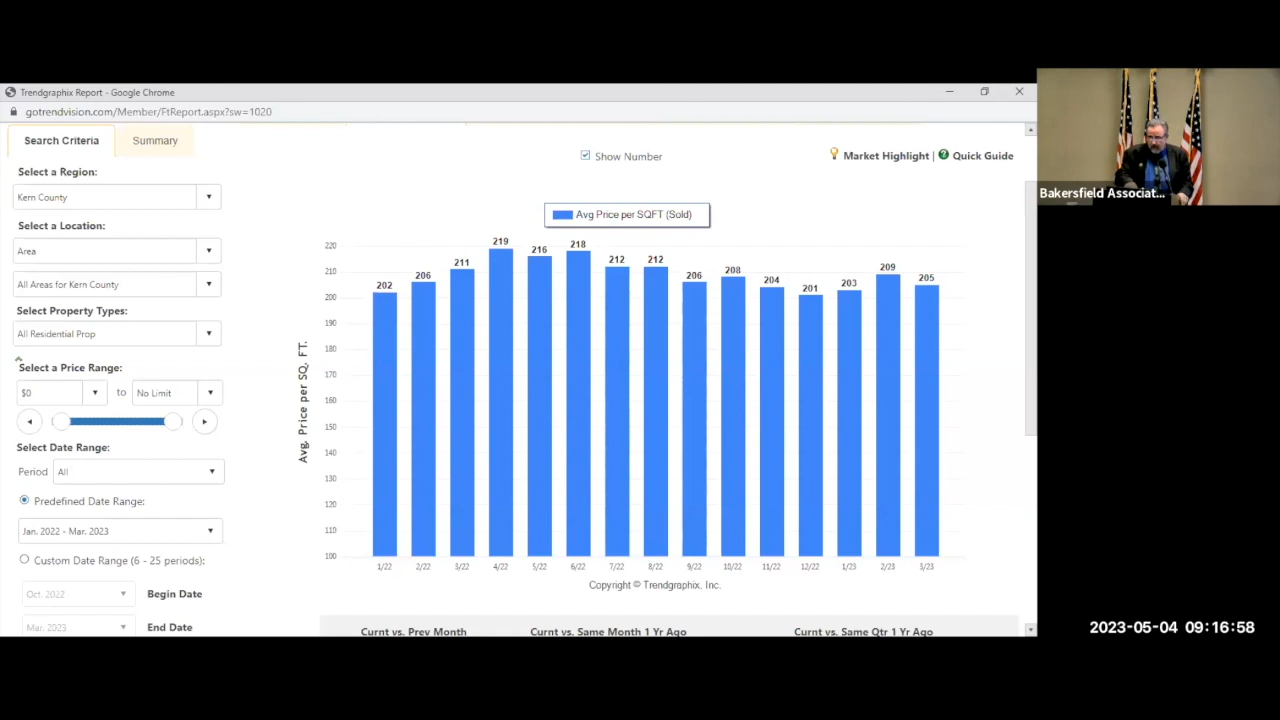 Trendgraphix Report - Google Chrome
gotrendvision.com/Member/FtReport.aspx?sw=1020
Search Criteria
Summary
Select a Region:
Kern County
Select a Location:
Area
All Areas for Kern County
Select Property Types:
All Residential Prop
Select a Price Range:
$0 to No Limit
Select Date Range:
Period All
Predefined Date Range:
Jan. 2022 - Mar. 2023
Custom Date Range (6 - 25 periods):
Oct. 2022 Begin Date
Mar. 2023 End Date
Show Number
Market Highlight | Quick Guide
Avg Price per SQFT (Sold)
Avg. Price per SQ. FT.
220
210
200
190
180
170
160
150
140
130
120
110
100
202 206 211 219 216 218 212 212 206 208 204 201 203 209 205
1/22 2/22 3/22 4/22 5/22 6/22 7/22 8/22 9/22 10/22 11/22 12/22 1/23 2/23 3/23
Copyright © Trendgraphix, Inc.
Curnt vs. Prev Month Curnt vs. Same Month 1 Yr Ago Curnt vs. Same Qtr 1 Yr Ago
Bakersfield Associat...
2023-05-04 09:16:58